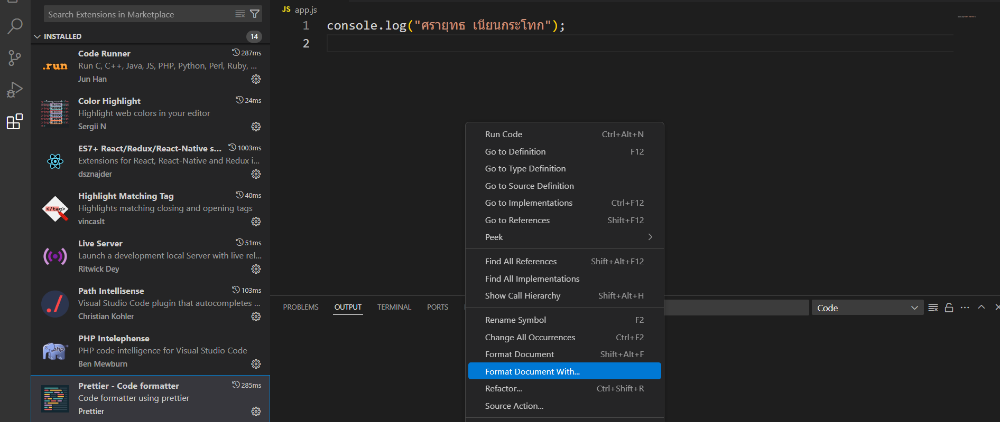 Search Extensions in Marketplace
INSTALLED 14
Code Runner 287ms
Run C, C++, Java, JS, PHP, Python, Perl, Ruby, ...
Jun Han
Color Highlight 24ms
Highlight web colors in your editor
Sergii N
ES7+ React/Redux/React-Native s... 1003ms
Extensions for React, React-Native and Redux i...
dsznajder
Highlight Matching Tag 40ms
Highlights matching closing and opening tags
vincaslt
Live Server 51ms
Launch a development local Server with live rel...
Ritwick Dey
Path Intellisense 103ms
Visual Studio Code plugin that autocompletes ...
Christian Kohler
PHP Intelephense
PHP code intelligence for Visual Studio Code
Ben Mewburn
Prettier - Code formatter 285ms
Code formatter using prettier
Prettier
.run
</tag>
php
JS app.js
1 console.log("ศรายุทธ เนียนกระโทก");
2
Run Code Ctrl+Alt+N
Go to Definition F12
Go to Type Definition
Go to Source Definition
Go to Implementations Ctrl+F12
Go to References Shift+F12
Peek
Find All References Shift+Alt+F12
Find All Implementations
Show Call Hierarchy Shift+Alt+H
Rename Symbol F2
Change All Occurrences Ctrl+F2
Format Document Shift+Alt+F
Format Document With...
Refactor... Ctrl+Shift+R
Source Action...
PROBLEMS OUTPUT TERMINAL PORTS
Code